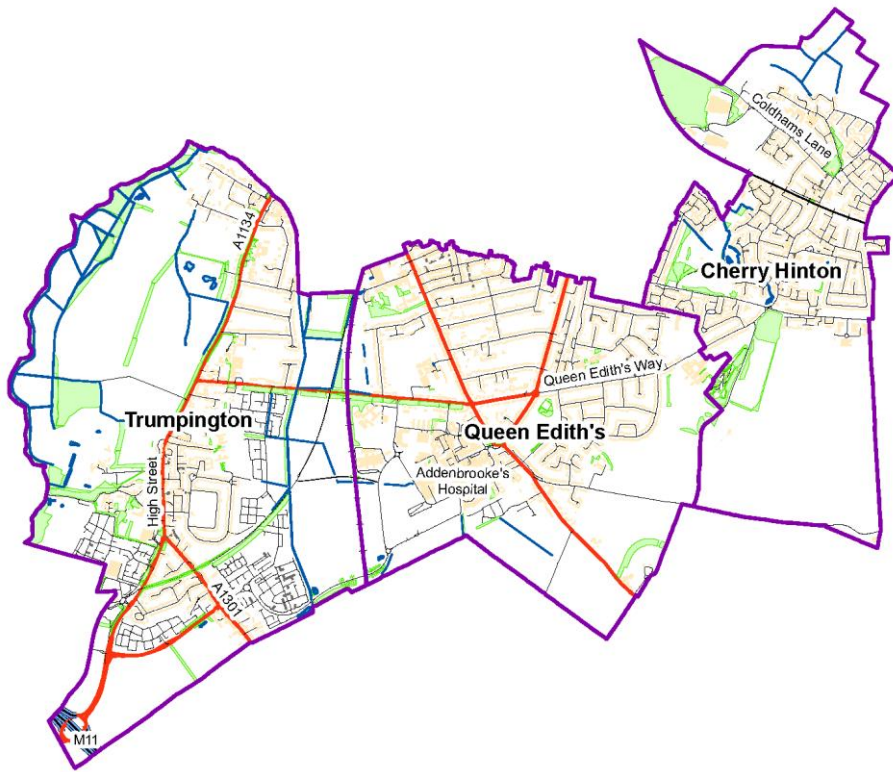 Coldhams Lane
A1134
Cherry Hinton
Queen Edith's Way
Trumpington
Queen Edith's
Addenbrooke's
Hospital
High Street
A1301
M11